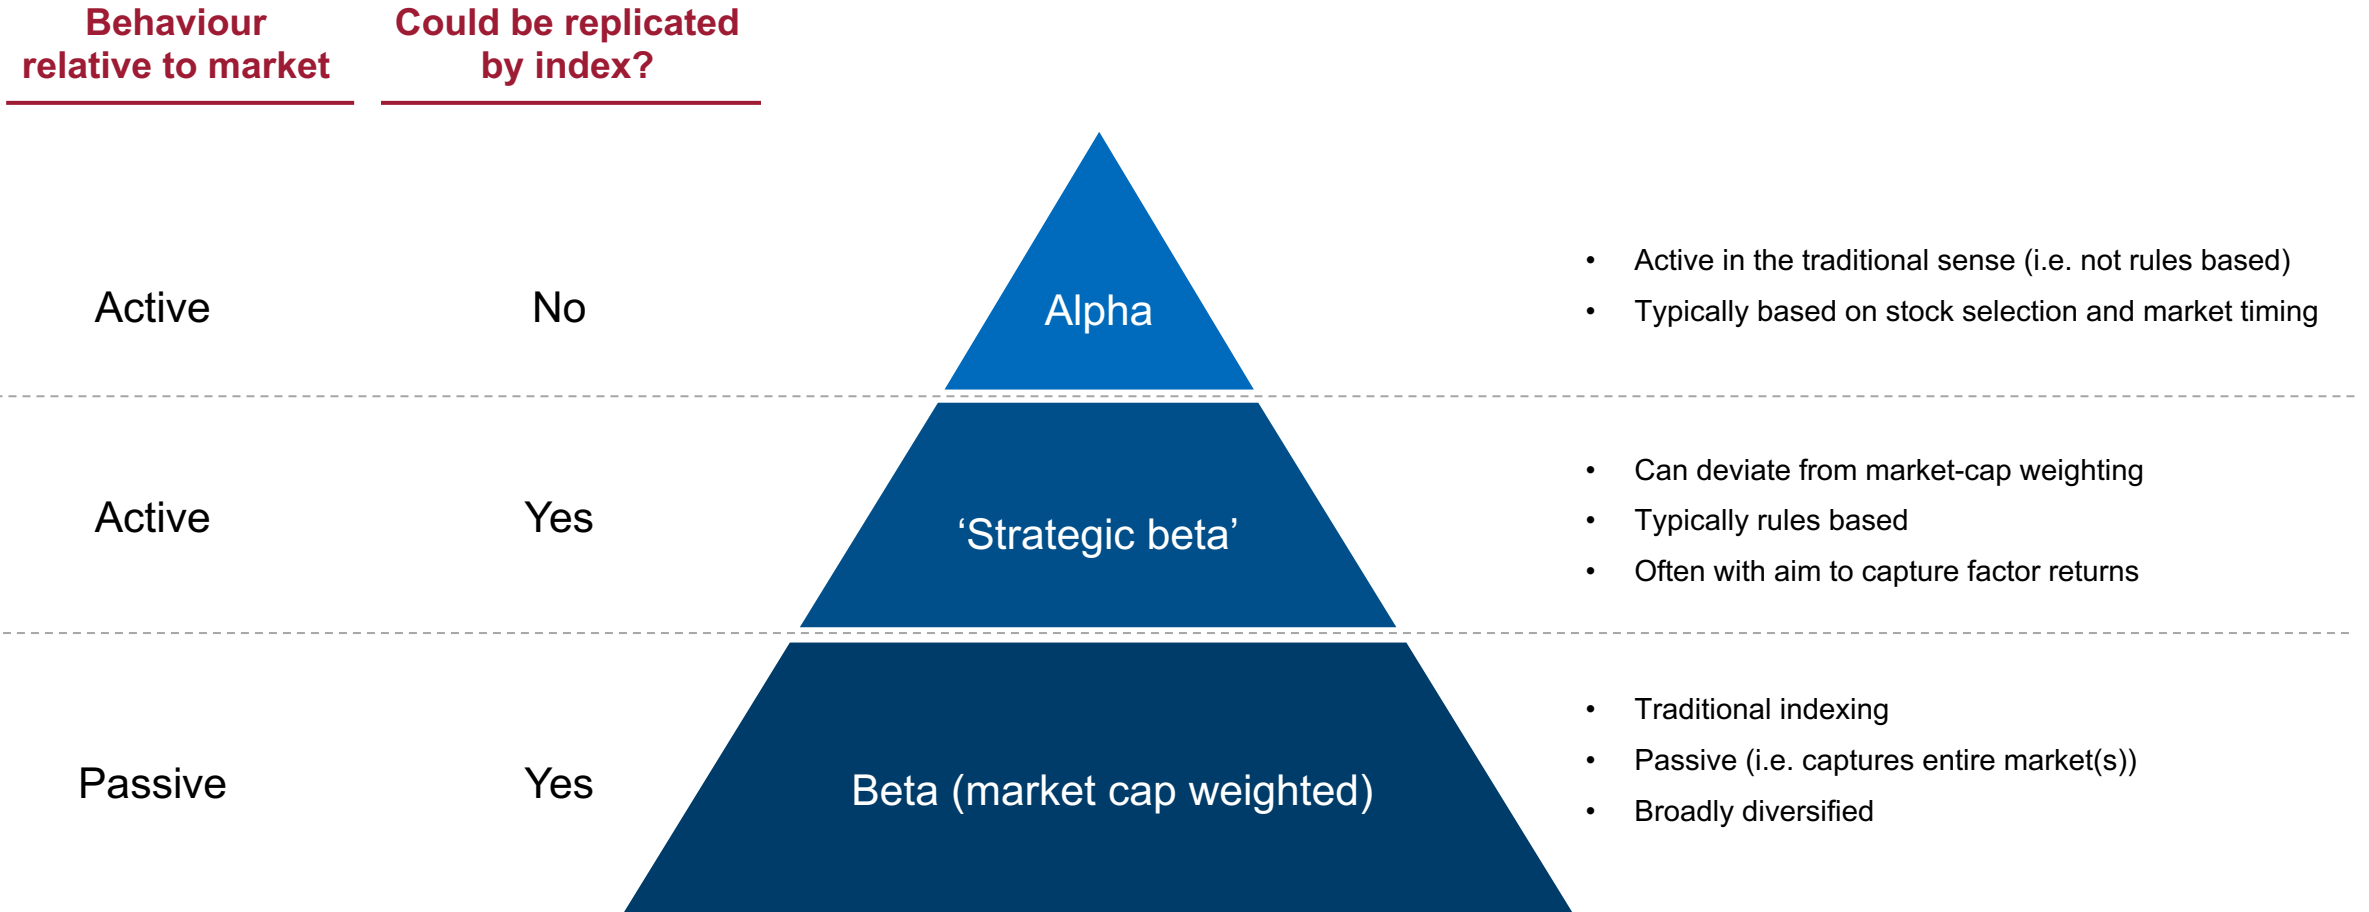 Behaviour
relative to market
Could be replicated
by index?
Active
No
Alpha
• Active in the traditional sense (i.e. not rules based)
• Typically based on stock selection and market timing
Active
Yes
‘Strategic beta’
• Can deviate from market-cap weighting
• Typically rules based
• Often with aim to capture factor returns
Passive
Yes
Beta (market cap weighted)
• Traditional indexing
• Passive (i.e. captures entire market(s))
• Broadly diversified